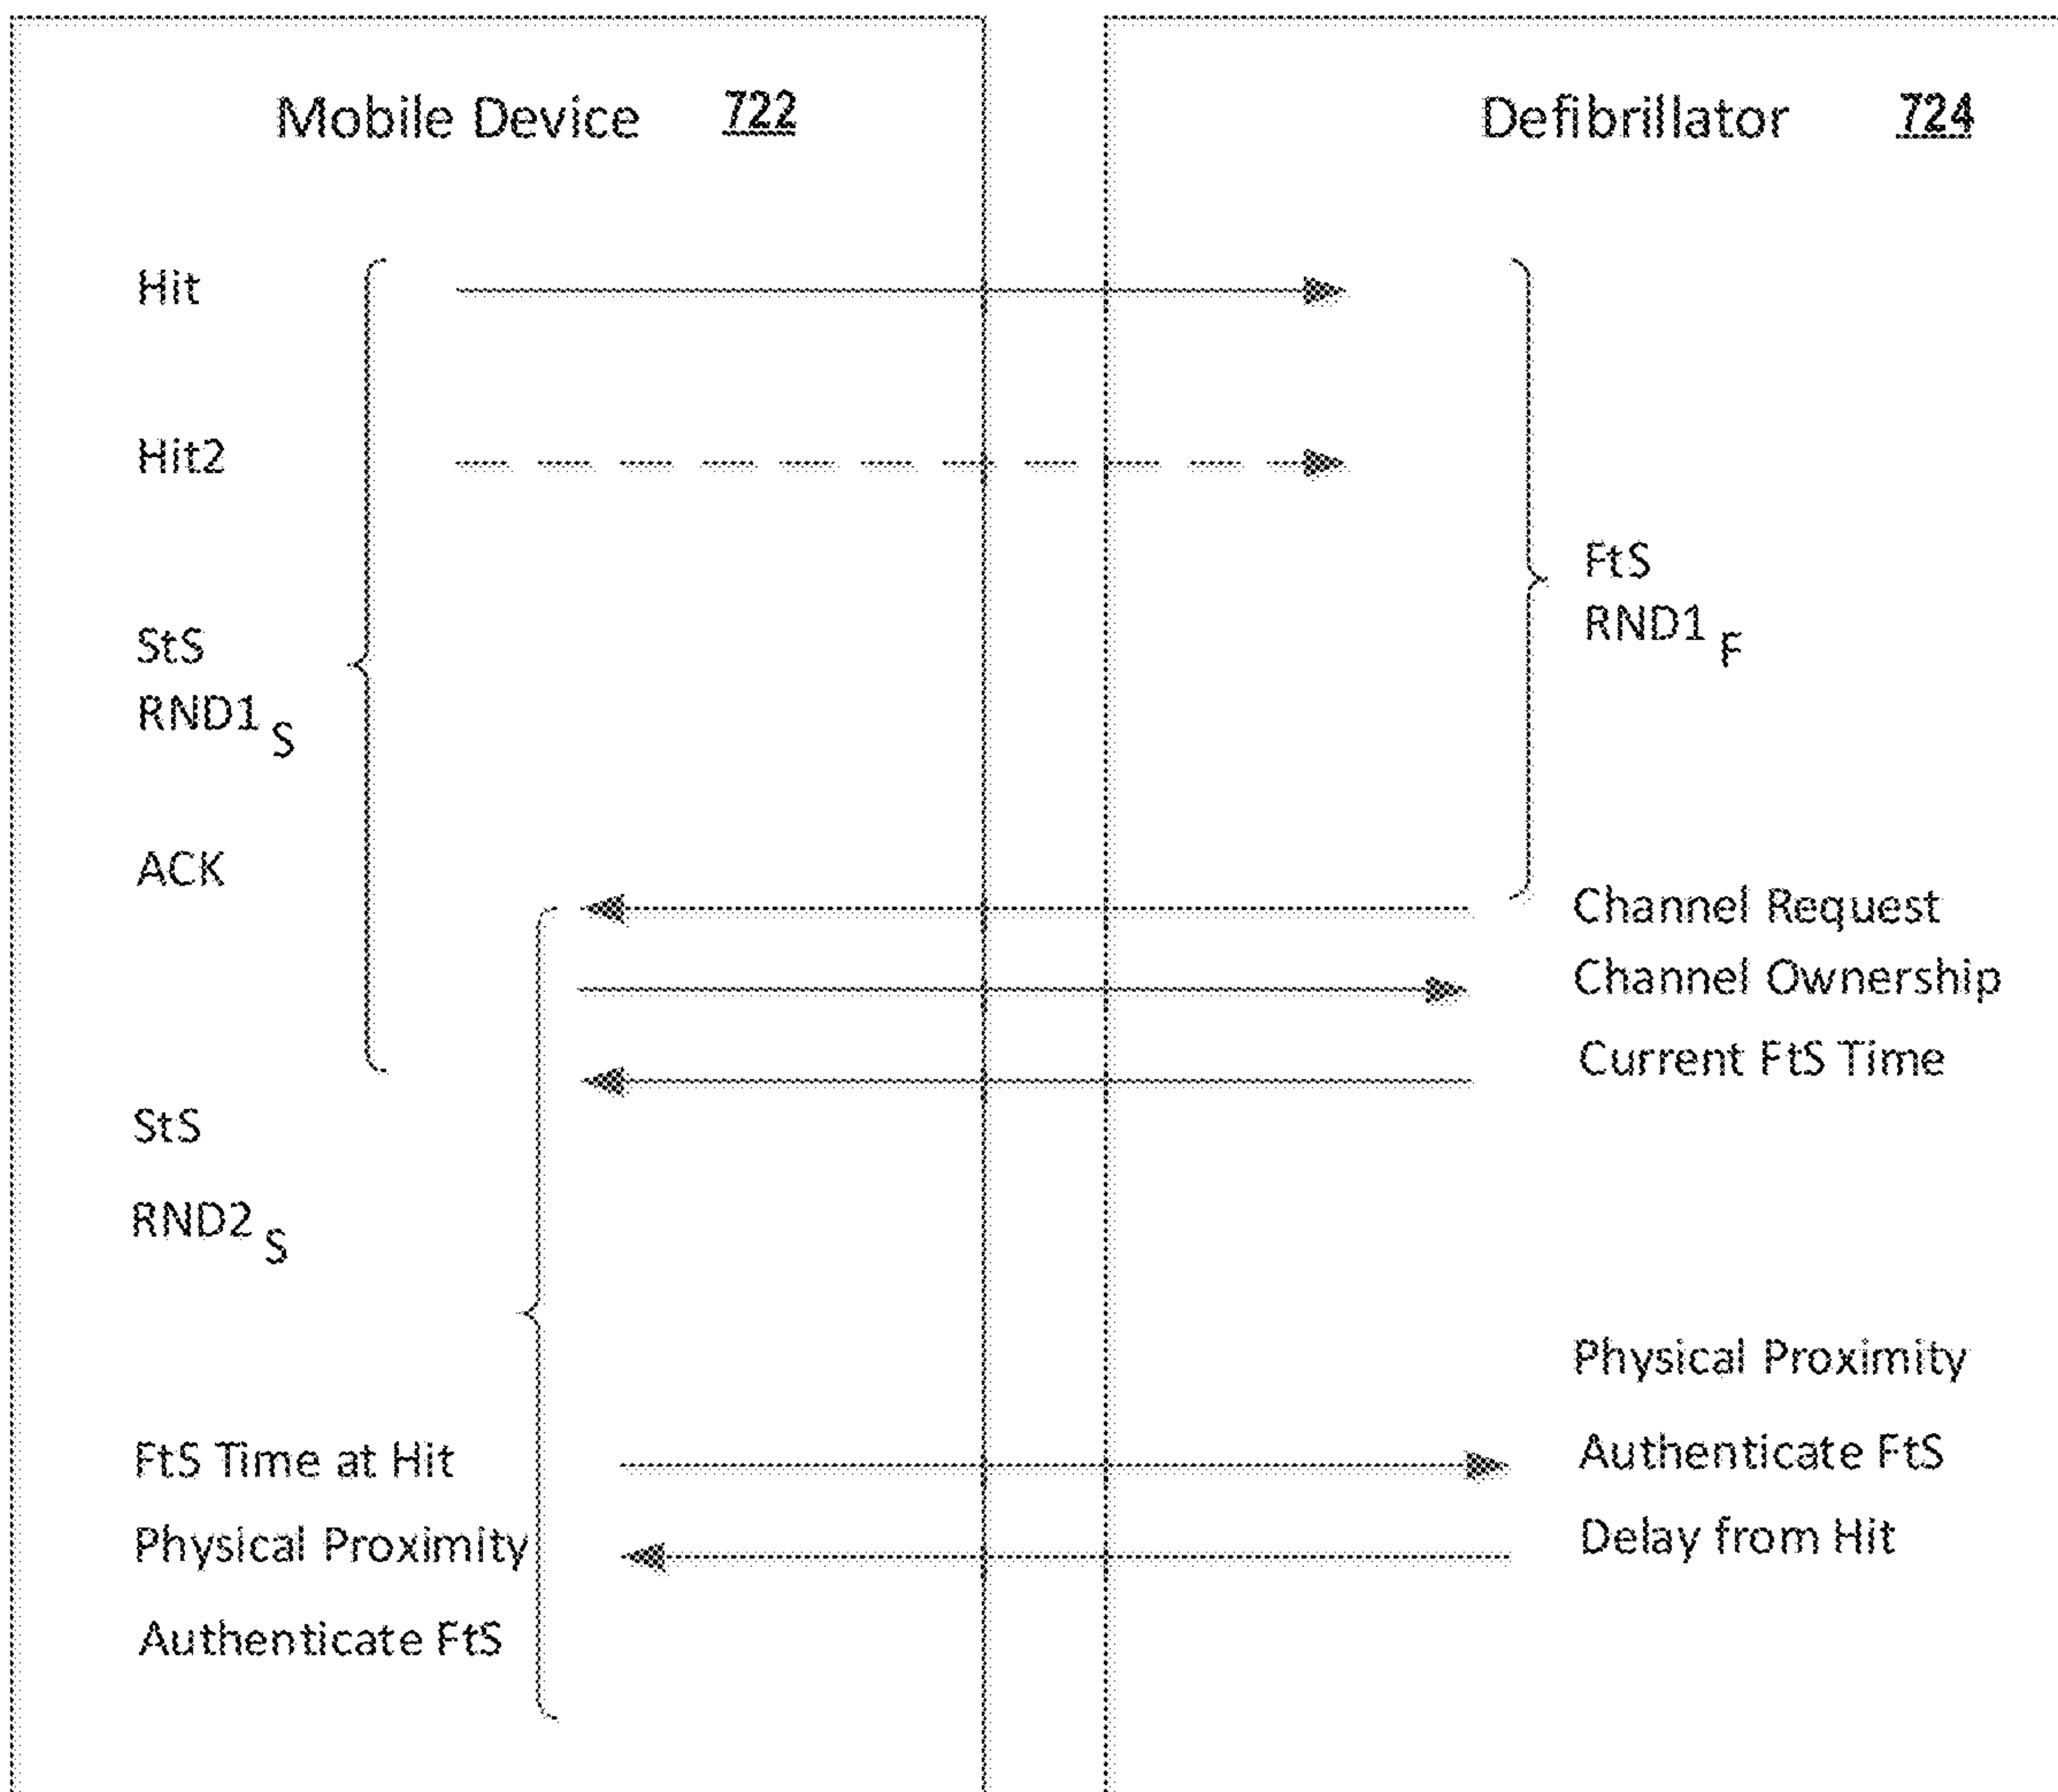 Mobile Device 722
Hit
Hit2
StS
RND1 S
ACK
StS
RND2 S
FtS Time at Hit
Physical Proximity
Authenticate FtS
Defibrillator 724
FtS
RND1 F
Channel Request
Channel Ownership
Current FtS Time
Physical Proximity
Authenticate FtS
Delay from Hit